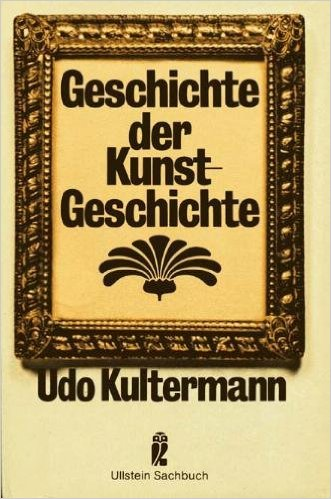 Geschichte
der
Kunst-
Geschichte
Udo Kultermann
Ullstein Sachbuch